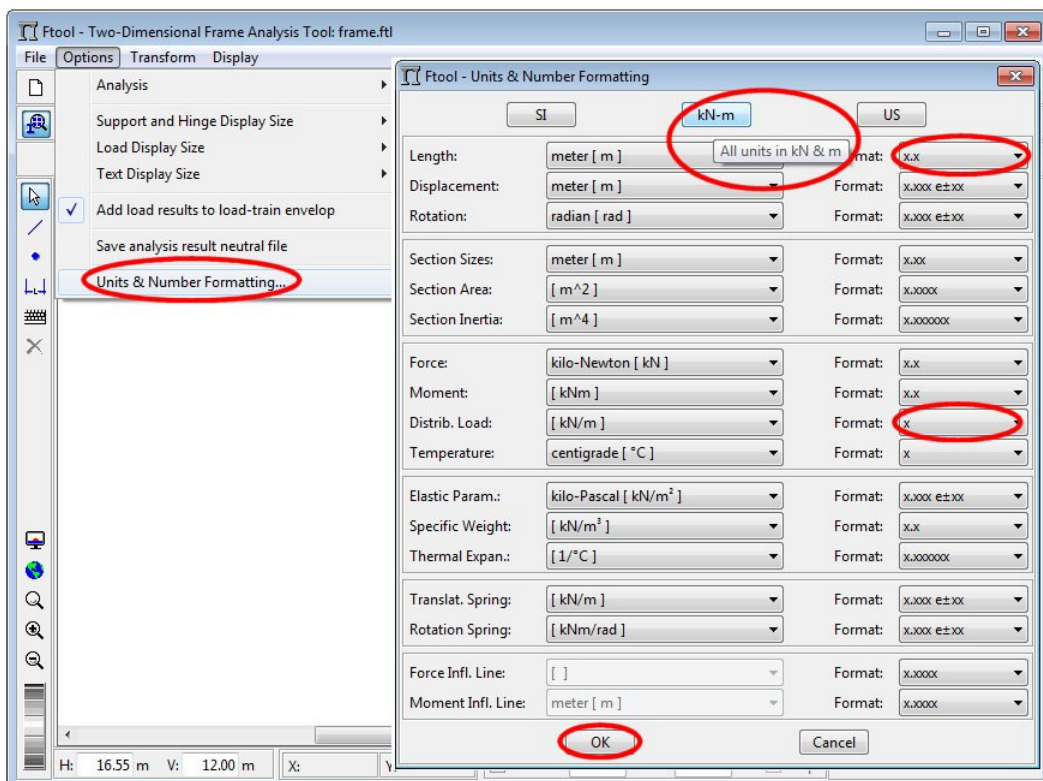 Ftool - Two-Dimensional Frame Analysis Tool: frame.ftl
File Options Transform Display
Analysis
Support and Hinge Display Size
Load Display Size
Text Display Size
Add load results to load-train envelop
Save analysis result neutral file
Units & Number Formatting...
H: 16.55 m V: 12.00 m X:
Ftool - Units & Number Formatting
SI kN-m US
All units in kN & m
Length: meter [ m ] x.x
Displacement: meter [ m ] Format: x.xxx e±xx
Rotation: radian [ rad ] Format: x.xxx e±xx
Section Sizes: meter [ m ] Format: x.xx
Section Area: [ m^2 ] Format: x.xxxx
Section Inertia: [ m^4 ] Format: x.xxxxxx
Force: kilo-Newton [ kN ] Format: x.x
Moment: [ kNm ] Format: x.x
Distrib. Load: [ kN/m ] Format: x
Temperature: centigrade [ °C ] Format: x
Elastic Param.: kilo-Pascal [ kN/m² ] Format: x.xxx e±xx
Specific Weight: [ kN/m³ ] Format: x.x
Thermal Expan.: [ 1/°C ] Format: x.xxxxxx
Translat. Spring: [ kN/m ] Format: x.xxx e±xx
Rotation Spring: [ kNm/rad ] Format: x.xxx e±xx
Force Infl. Line: [ ] Format: x.xxxx
Moment Infl. Line: meter [ m ] Format: x.xxxx
OK Cancel